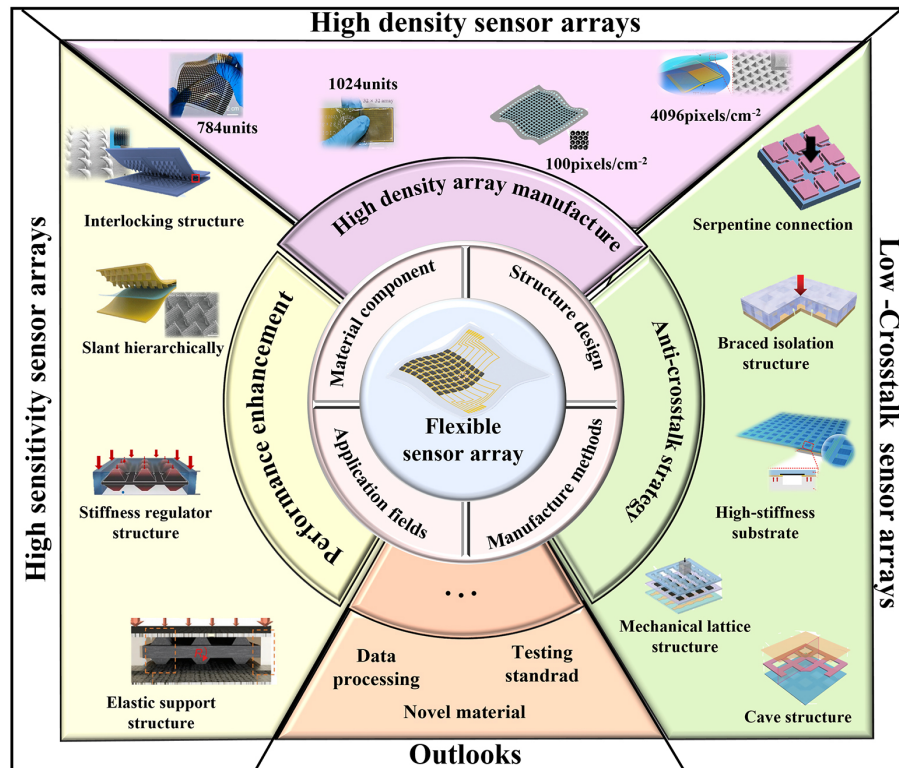 High density sensor arrays
784units
1024units
100pixels/cm-2
4096pixels/cm-2
High density array manufacture
High sensitivity sensor arrays
Interlocking structure
Slant hierarchically
Stiffness regulator
structure
Elastic support
structure
Performance enhancement
Material component
Structure design
Application fields
Manufacture methods
Flexible
sensor array
Anti-crosstalk strategy
Low -Crosstalk sensor arrays
Serpentine connection
Braced isolation
structure
High-stiffness
substrate
Mechanical lattice
structure
Cave structure
...
Data
processing
Testing
standrad
Novel material
Outlooks